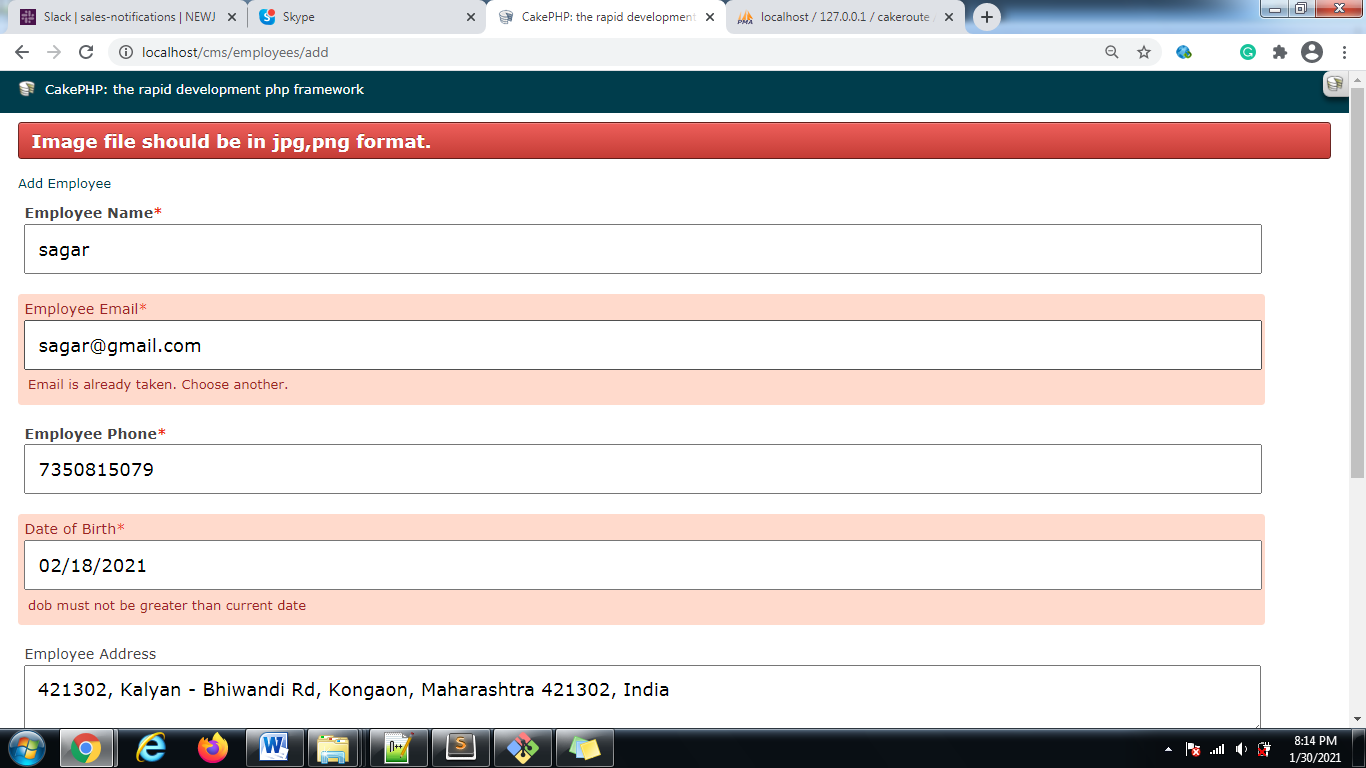 Slack | sales-notifications | NEWJ
Skype
CakePHP: the rapid development
localhost / 127.0.0.1 / cakeroute
localhost/cms/employees/add
CakePHP: the rapid development php framework
Image file should be in jpg,png format.
Add Employee
Employee Name*
sagar
Employee Email*
sagar@gmail.com
Email is already taken. Choose another.
Employee Phone*
7350815079
Date of Birth*
02/18/2021
dob must not be greater than current date
Employee Address
421302, Kalyan - Bhiwandi Rd, Kongaon, Maharashtra 421302, India
8:14 PM
1/30/2021